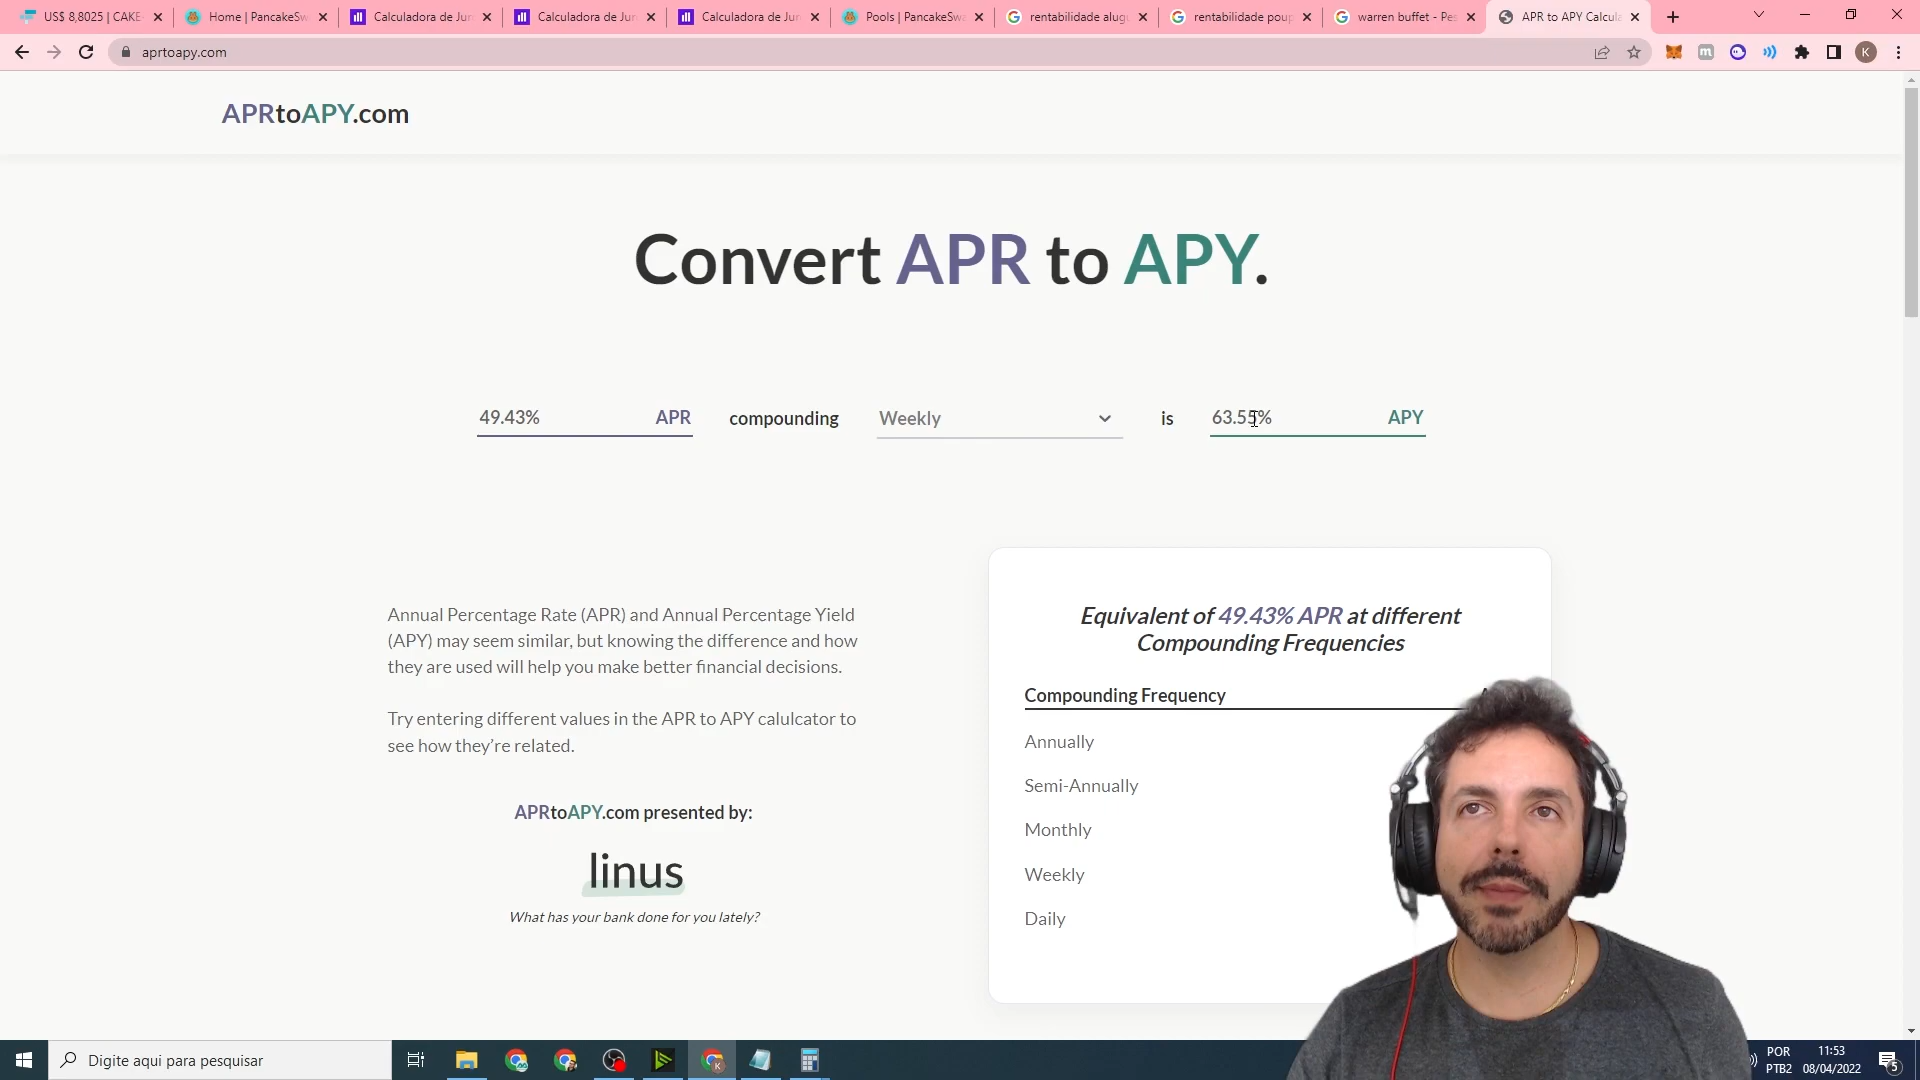 US$ 8,8025 | CAKE
Home | PancakeSw
Calculadora de Jur
Calculadora de Jur
Calculadora de Jur
Pools | PancakeSwa
rentabilidade alugu
rentabilidade poup
warren buffet - Pes
APR to APY Calcula
aprtoapy.com
K
APRtoAPY.com
Convert APR to APY.
49.43% APR compounding Weekly is 63.55% APY
Annual Percentage Rate (APR) and Annual Percentage Yield
(APY) may seem similar, but knowing the difference and how
they are used will help you make better financial decisions.
Try entering different values in the APR to APY calulcator to
see how they're related.
APRtoAPY.com presented by:
linus
What has your bank done for you lately?
Equivalent of 49.43% APR at different
Compounding Frequencies
Compounding Frequency
Annually
Semi-Annually
Monthly
Weekly
Daily
Digite aqui para pesquisar
POR
PTB2
11:53
08/04/2022
5